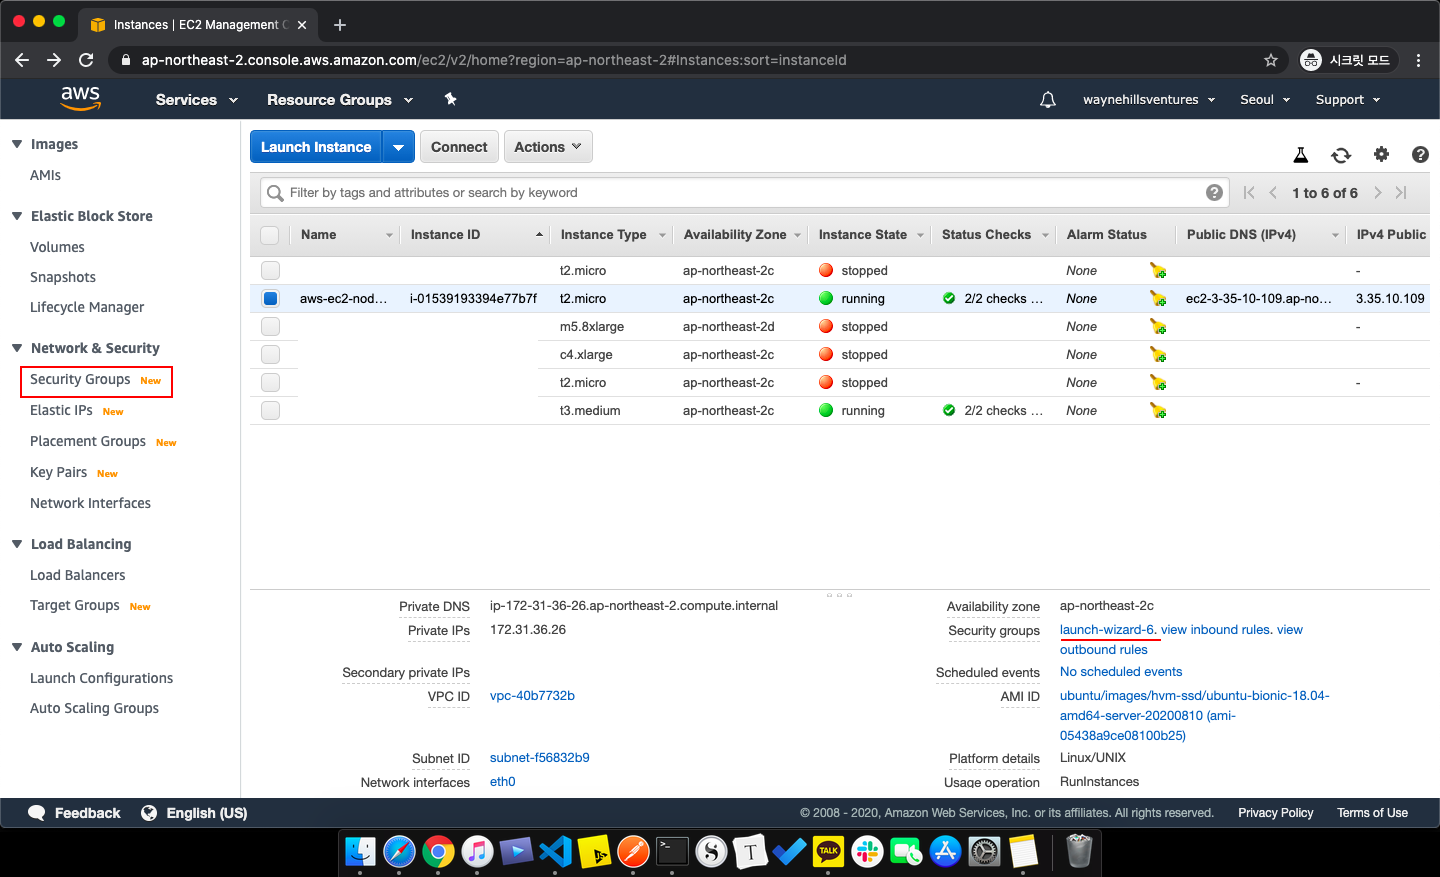 Instances | EC2 Management C
ap-northeast-2.console.aws.amazon.com/ec2/v2/home?region=ap-northeast-2#Instances:sort=instanceId
시크릿 모드
aws
Services
Resource Groups
waynehillsventures
Seoul
Support
Images
AMIs
Elastic Block Store
Volumes
Snapshots
Lifecycle Manager
Network & Security
Security Groups New
Elastic IPs New
Placement Groups New
Key Pairs New
Network Interfaces
Load Balancing
Load Balancers
Target Groups New
Auto Scaling
Launch Configurations
Auto Scaling Groups
Launch Instance
Connect
Actions
Filter by tags and attributes or search by keyword
1 to 6 of 6
Name Instance ID Instance Type Availability Zone Instance State Status Checks Alarm Status Public DNS (IPv4) IPv4 Public
t2.micro ap-northeast-2c stopped None -
aws-ec2-nod... i-01539193394e77b7f t2.micro ap-northeast-2c running 2/2 checks ... None ec2-3-35-10-109.ap-no... 3.35.10.109
m5.8xlarge ap-northeast-2d stopped None -
c4.xlarge ap-northeast-2c stopped None
t2.micro ap-northeast-2c stopped None -
t3.medium ap-northeast-2c running 2/2 checks ... None
Private DNS ip-172-31-36-26.ap-northeast-2.compute.internal
Private IPs 172.31.36.26
Secondary private IPs
VPC ID vpc-40b7732b
Subnet ID subnet-f56832b9
Network interfaces eth0
Availability zone ap-northeast-2c
Security groups launch-wizard-6. view inbound rules. view
outbound rules
Scheduled events No scheduled events
AMI ID ubuntu/images/hvm-ssd/ubuntu-bionic-18.04-
amd64-server-20200810 (ami-
05438a9ce08100b25)
Platform details Linux/UNIX
Usage operation RunInstances
Feedback
English (US)
© 2008 - 2020, Amazon Web Services, Inc. or its affiliates. All rights reserved.
Privacy Policy
Terms of Use
JS
S
T
TALK